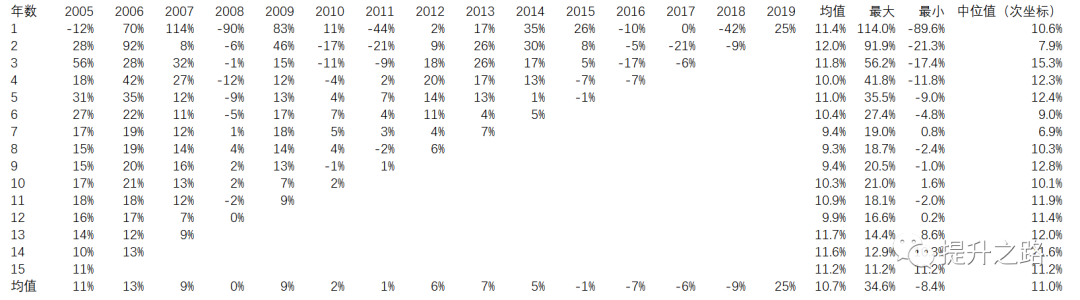 年数 2005 2006 2007 2008 2009 2010 2011 2012 2013 2014 2015 2016 2017 2018 2019 均值 最大 最小 中位值（次坐标）
1 -12% 70% 114% -90% 83% 16% -44% 2% 17% 35% 26% -10% 0% -42% 25% 11.4% 114.0% -89.6% 10.6%
2 28% 92% 8% -6% 46% -17% -21% 9% 26% 30% 8% -5% -21% -9% 12.0% 91.9% -21.3% 7.9%
3 56% 28% 32% -1% 15% -11% -9% 18% 26% 17% 5% -17% -6% 11.8% 56.2% -17.4% 15.3%
4 18% 42% 27% -12% 12% -4% 2% 20% 17% 13% -7% -7% 10.0% 41.8% -11.8% 12.3%
5 31% 35% 12% -9% 13% 4% 7% 14% 13% 1% -1% 11.0% 35.5% -9.0% 12.4%
6 27% 22% 11% -5% 17% 7% 4% 11% 4% 5% 10.4% 27.4% -4.8% 9.0%
7 17% 19% 12% 1% 18% 5% 3% 4% 7% 9.4% 19.0% 0.8% 6.9%
8 15% 19% 14% 4% 14% 4% -2% 6% 9.3% 18.7% -2.4% 10.3%
9 15% 20% 16% 2% 13% -1% 1% 9.4% 20.5% -1.0% 12.8%
10 17% 21% 13% 2% 7% 2% 10.3% 21.0% 1.6% 10.1%
11 18% 18% 12% -2% 9% 10.9% 18.1% -2.0% 11.9%
12 16% 17% 7% 0% 9.9% 16.6% 0.2% 11.4%
13 14% 12% 9% 11.7% 14.4% 8.6% 12.0%
14 10% 13% 11.6% 12.9%
15 11% 11.2% 11.2% 11.2% 11.2%
均值 11% 13% 9% 0% 9% 2% 1% 6% 7% 5% -1% -7% -6% -9% 25% 10.7% 34.6% -8.4% 11.0%
提升之路